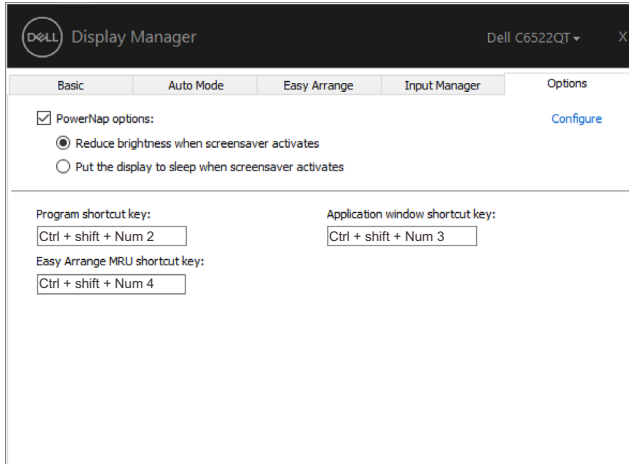 DELL Display Manager Dell C6522QT X
Basic Auto Mode Easy Arrange Input Manager Options
PowerNap options: Configure
Reduce brightness when screensaver activates
Put the display to sleep when screensaver activates
Program shortcut key: Application window shortcut key:
Ctrl + shift + Num 2 Ctrl + shift + Num 3
Easy Arrange MRU shortcut key:
Ctrl + shift + Num 4